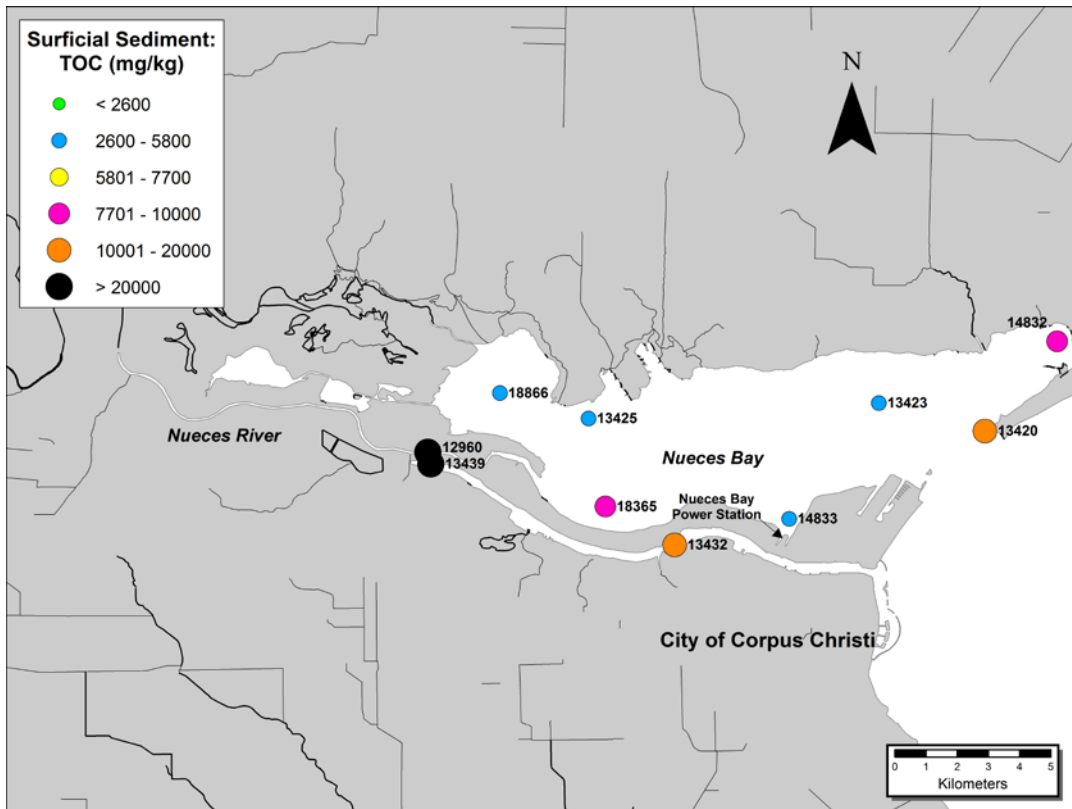 Surficial Sediment:
TOC (mg/kg)
< 2600
2600 - 5800
5801 - 7700
7701 - 10000
10001 - 20000
> 20000
N
14832
18866
13425
13423
13420
Nueces River
12960
13439
Nueces Bay
18365
Nueces Bay
Power Station
14833
13432
City of Corpus Christi
0 1 2 3 4 5
Kilometers